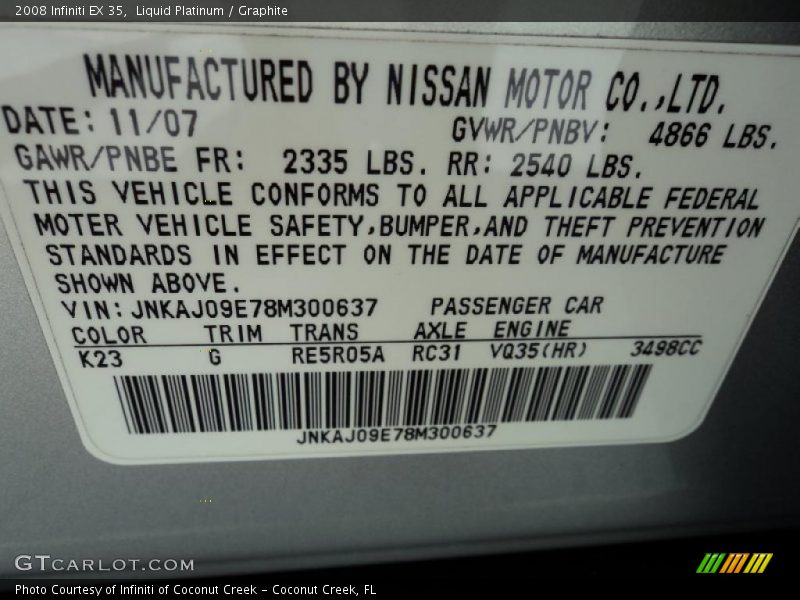 2008 Infiniti EX 35,  Liquid Platinum / Graphite
MANUFACTURED BY NISSAN MOTOR CO.,LTD.
DATE: 11/07 GVWR/PNBV: 4866 LBS.
GAWR/PNBE FR: 2335 LBS. RR: 2540 LBS.
THIS VEHICLE CONFORMS TO ALL APPLICABLE FEDERAL
MOTER VEHICLE SAFETY,BUMPER,AND THEFT PREVENTION
STANDARDS IN EFFECT ON THE DATE OF MANUFACTURE
SHOWN ABOVE.
VIN: JNKAJ09E78M300637 PASSENGER CAR
COLOR TRIM TRANS AXLE ENGINE
K23 G RE5R05A RC31 VQ35(HR) 3498CC
JNKAJ09E78M300637
GTCARLOT.COM
Photo Courtesy of Infiniti of Coconut Creek - Coconut Creek, FL